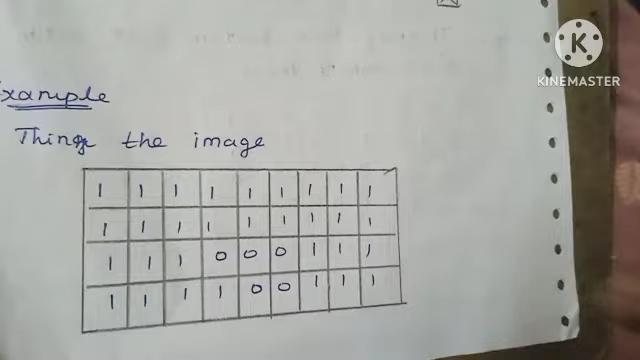 K
KINEMASTER
Example
Thing the image
1 1 1 1 1 1 1 1 1
1 1 1 1 1 1 1 1 1
1 1 1 0 0 0 1 1 1
1 1 1 1 0 0 1 1 1